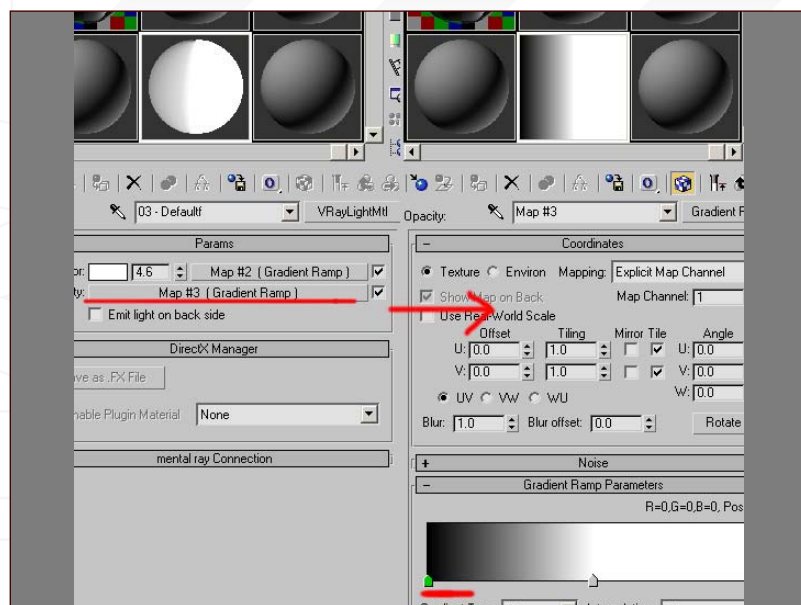 03 - Defaultf
VRayLightMtl
Params
or:
4.6
Map #2 ( Gradient Ramp )
ty:
Map #3 ( Gradient Ramp )
Emit light on back side
DirectX Manager
ave as .FX File
nable Plugin Material
None
mental ray Connection
Opacity:
Map #3
Gradient R
Coordinates
Texture Environ Mapping: Explicit Map Channel
Show Map on Back Map Channel: 1
Use Real-World Scale
Offset Tiling Mirror Tile Angle
U: 0.0 1.0 U: 0.0
V: 0.0 1.0 V: 0.0
UV VW WU W: 0.0
Blur: 1.0 Blur offset: 0.0 Rotate
Noise
Gradient Ramp Parameters
R=0,G=0,B=0, Pos